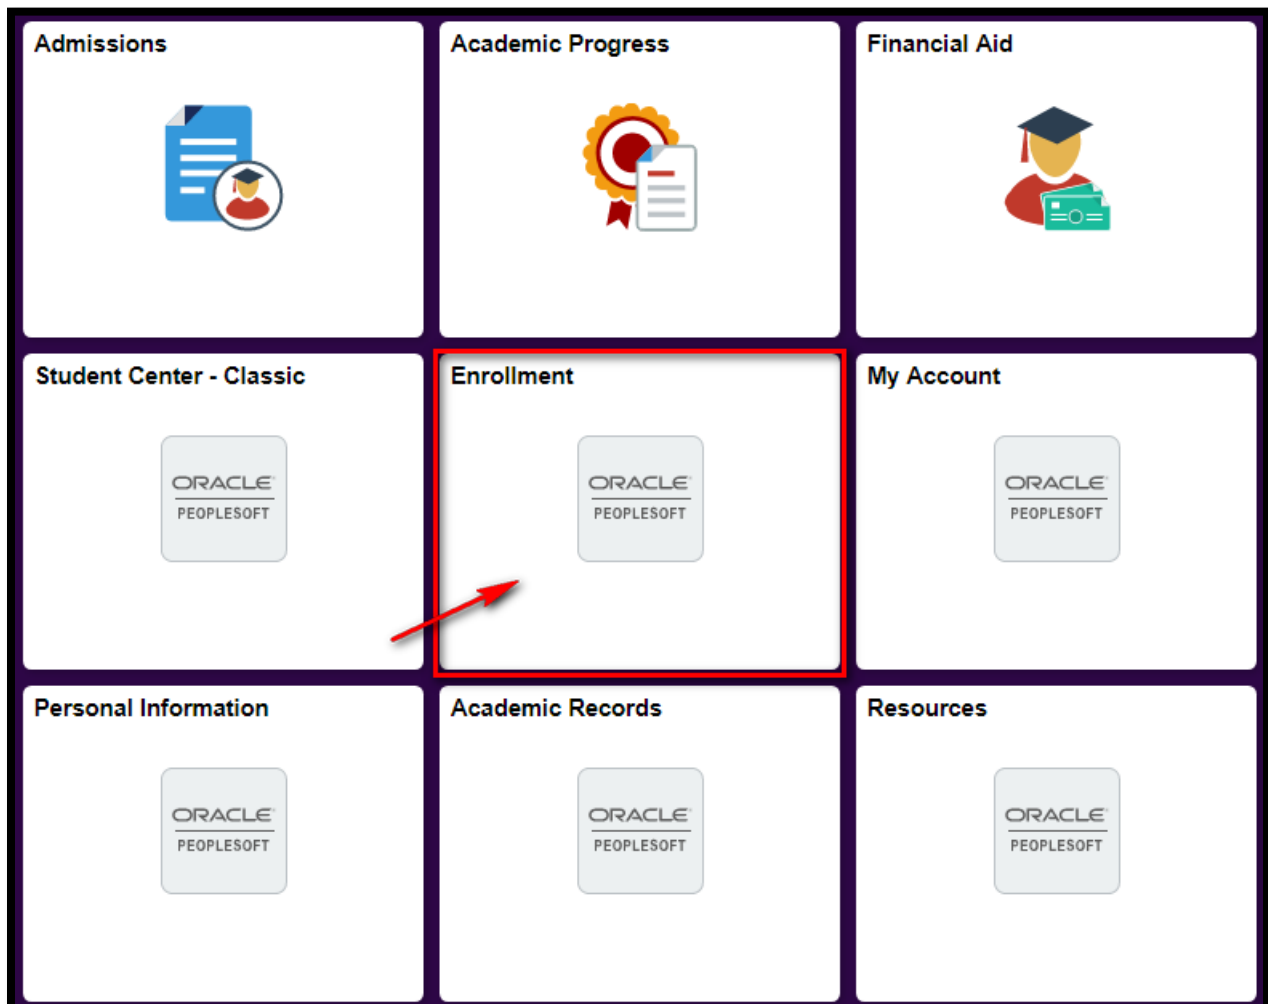 Admissions
Academic Progress
Financial Aid
Student Center - Classic
Enrollment
My Account
ORACLE
PEOPLESOFT
ORACLE
PEOPLESOFT
ORACLE
PEOPLESOFT
Personal Information
Academic Records
Resources
ORACLE
PEOPLESOFT
ORACLE
PEOPLESOFT
ORACLE
PEOPLESOFT